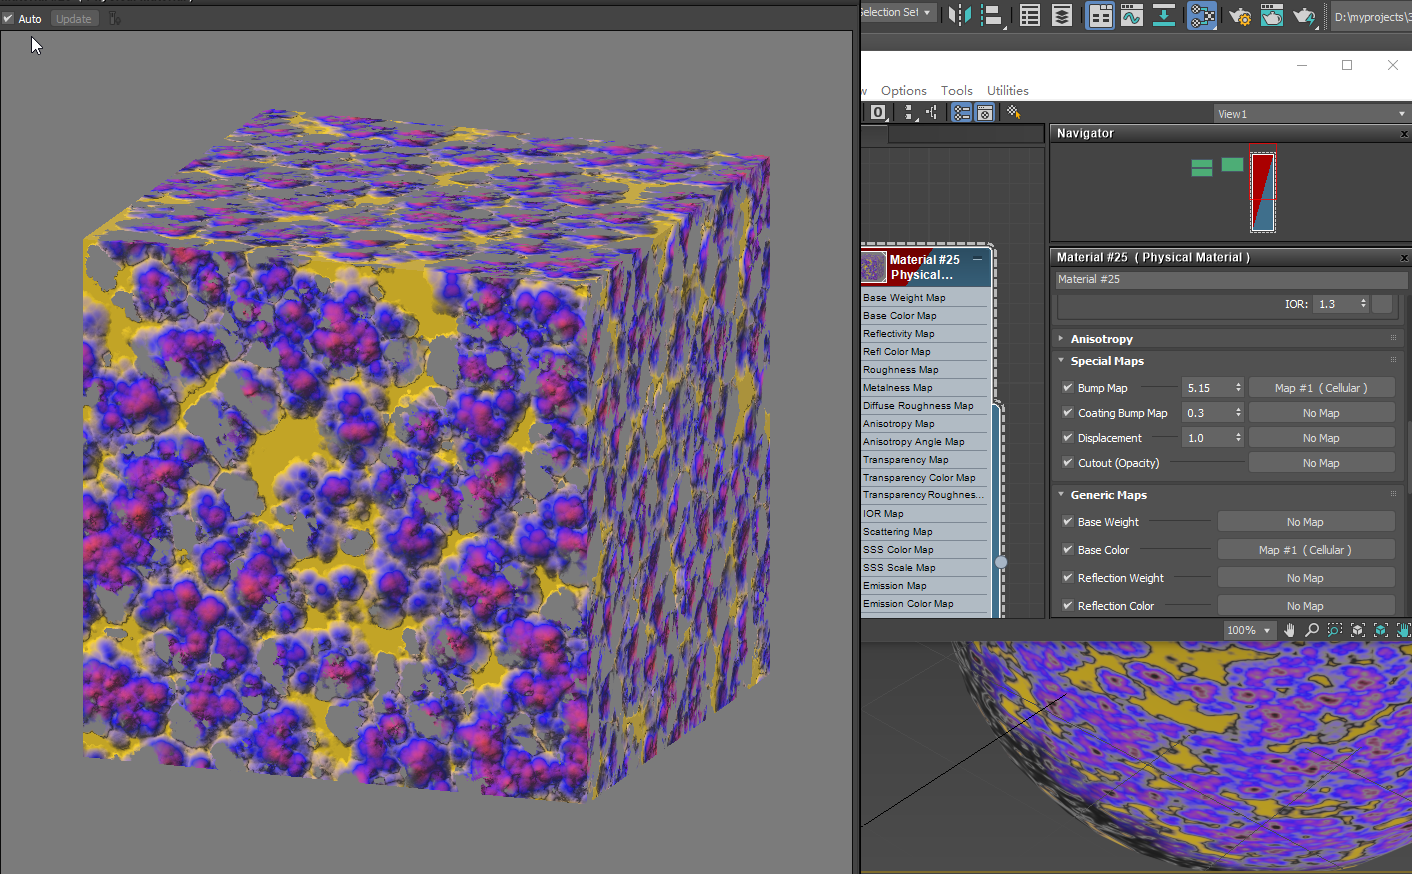 Auto
Update
Selection Set
D:\myprojects\3
Options
Tools
Utilities
View1
Navigator
Material #25
Physical...
Base Weight Map
Base Color Map
Reflectivity Map
Refl Color Map
Roughness Map
Metalness Map
Diffuse Roughness Map
Anisotropy Map
Anisotropy Angle Map
Transparency Map
Transparency Color Map
Transparency Roughnes...
IOR Map
Scattering Map
SSS Color Map
SSS Scale Map
Emission Map
Emission Color Map
Material #25 ( Physical Material )
Material #25
IOR: 1.3
Anisotropy
Special Maps
Bump Map 5.15 Map #1 ( Cellular )
Coating Bump Map 0.3 No Map
Displacement 1.0 No Map
Cutout (Opacity) No Map
Generic Maps
Base Weight No Map
Base Color Map #1 ( Cellular )
Reflection Weight No Map
Reflection Color No Map
100%